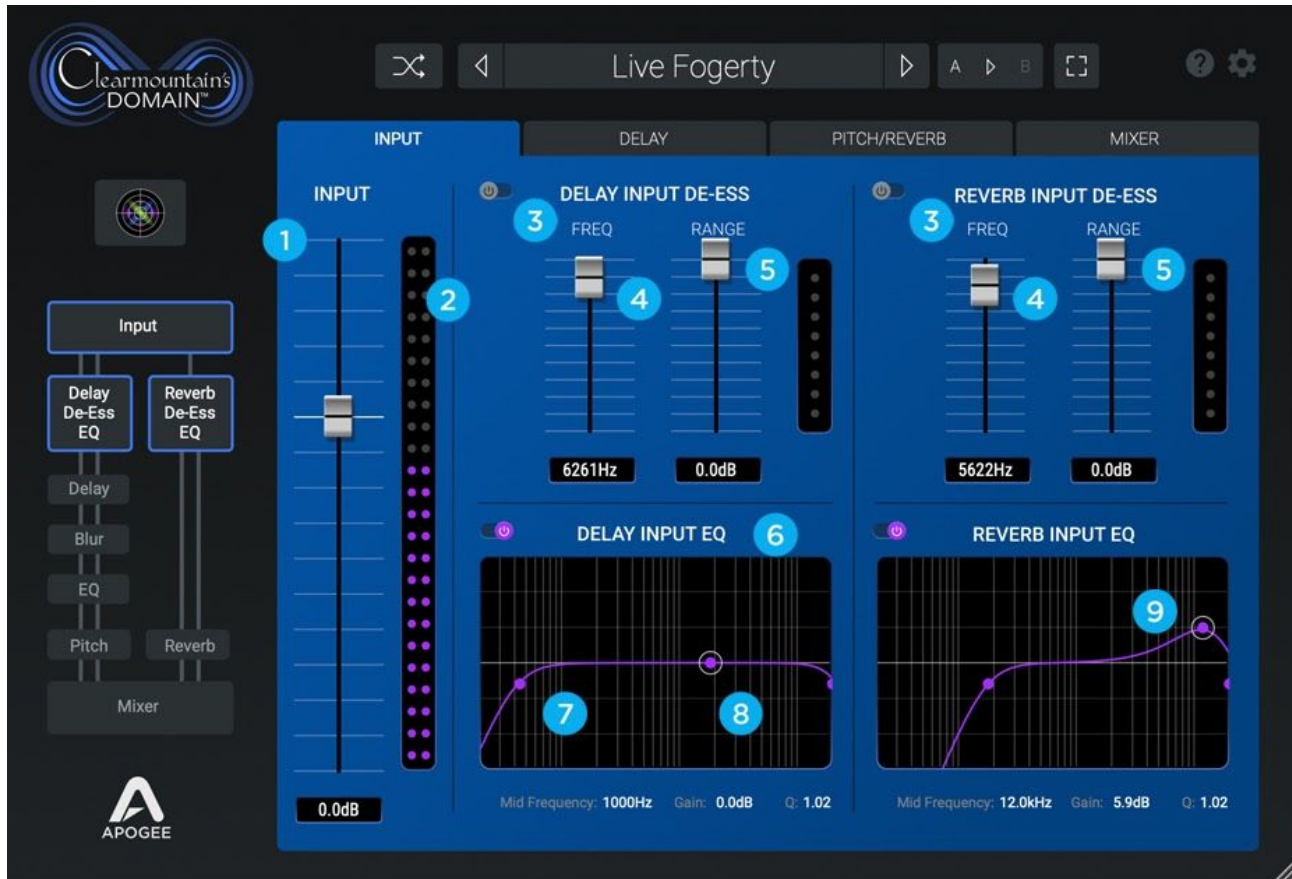 Clearmountain's
DOMAIN™
Live Fogerty
A B
?
INPUT DELAY PITCH/REVERB MIXER
INPUT
1
2
0.0dB
DELAY INPUT DE-ESS
3
FREQ RANGE
4
5
6261Hz 0.0dB
REVERB INPUT DE-ESS
3
FREQ RANGE
4
5
5622Hz 0.0dB
DELAY INPUT EQ
6
7
8
Mid Frequency: 1000Hz Gain: 0.0dB Q: 1.02
REVERB INPUT EQ
9
Mid Frequency: 12.0kHz Gain: 5.9dB Q: 1.02
Input
Delay
De-Ess
EQ
Reverb
De-Ess
EQ
Delay
Blur
EQ
Pitch Reverb
Mixer
APOGEE